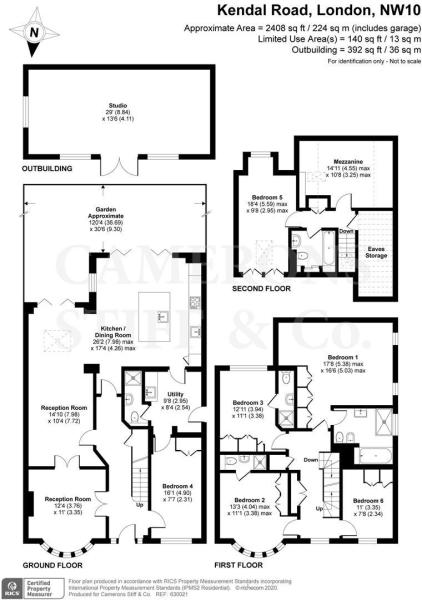 Kendal Road, London, NW10
Approximate Area = 2408 sq ft / 224 sq m (includes garage)
Limited Use Area(s) = 140 sq ft / 13 sq m
Outbuilding = 392 sq ft / 36 sq m
For identification only - Not to scale
N
Studio
29' (8.84)
x 13'6 (4.11)
OUTBUILDING
Garden
Approximate
120'4 (36.69)
x 30'6 (9.30)
Mezzanine
14'11 (4.55) max
x 10'8 (3.25) max
Bedroom 5
18'4 (5.59) max
x 9'8 (2.95) max
Down
Eaves
Storage
SECOND FLOOR
CAMERONS
STIFF & Co.
Kitchen /
Dining Room
26'2 (7.98) max
x 17'4 (4.26) max
Utility
9'8 (2.95)
x 8'4 (2.54)
Reception Room
14'10 (7.98)
x 10'4 (7.72)
Bedroom 4
16'1 (4.90)
x 7'7 (2.31)
Reception Room
12'4 (3.76)
x 11' (3.35)
Up
GROUND FLOOR
Bedroom 1
17'8 (5.38) max
x 16'6 (5.03) max
Bedroom 3
12'11 (3.94)
x 11'1 (3.38)
Down
Bedroom 2
13'3 (4.04) max
x 11'1 (3.38) max
Up
Bedroom 6
11' (3.35)
x 7'8 (2.34)
FIRST FLOOR
RICS
Certified
Property
Measurer
Floor plan produced in accordance with RICS Property Measurement Standards incorporating
International Property Measurement Standards (IPMS2 Residential). © nichecom 2020.
Produced for Camerons Stiff & Co. REF: 630021